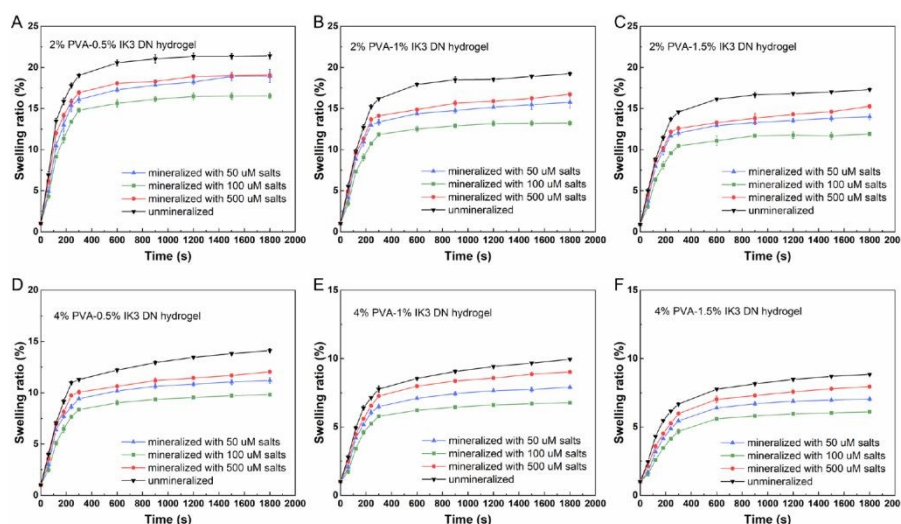 A
2% PVA-0.5% IK3 DN hydrogel
Swelling ratio (%)
25
20
15
10
5
0
mineralized with 50 uM salts
mineralized with 100 uM salts
mineralized with 500 uM salts
unmineralized
0 200 400 600 800 1000 1200 1400 1600 1800 2000
Time (s)
B
2% PVA-1% IK3 DN hydrogel
Swelling ratio (%)
25
20
15
10
5
0
mineralized with 50 uM salts
mineralized with 100 uM salts
mineralized with 500 uM salts
unmineralized
0 200 400 600 800 1000 1200 1400 1600 1800 2000
Time (s)
C
2% PVA-1.5% IK3 DN hydrogel
Swelling ratio (%)
25
20
15
10
5
0
mineralized with 50 uM salts
mineralized with 100 uM salts
mineralized with 500 uM salts
unmineralized
0 200 400 600 800 1000 1200 1400 1600 1800 2000
Time (s)
D
4% PVA-0.5% IK3 DN hydrogel
Swelling ratio (%)
20
15
10
5
0
mineralized with 50 uM salts
mineralized with 100 uM salts
mineralized with 500 uM salts
unmineralized
0 200 400 600 800 1000 1200 1400 1600 1800 2000
Time (s)
E
4% PVA-1% IK3 DN hydrogel
Swelling ratio (%)
15
10
5
0
mineralized with 50 uM salts
mineralized with 100 uM salts
mineralized with 500 uM salts
unmineralized
0 200 400 600 800 1000 1200 1400 1600 1800 2000
Time (s)
F
4% PVA-1.5% IK3 DN hydrogel
Swelling ratio (%)
15
10
5
0
mineralized with 50 uM salts
mineralized with 100 uM salts
mineralized with 500 uM salts
unmineralized
0 200 400 600 800 1000 1200 1400 1600 1800 2000
Time (s)